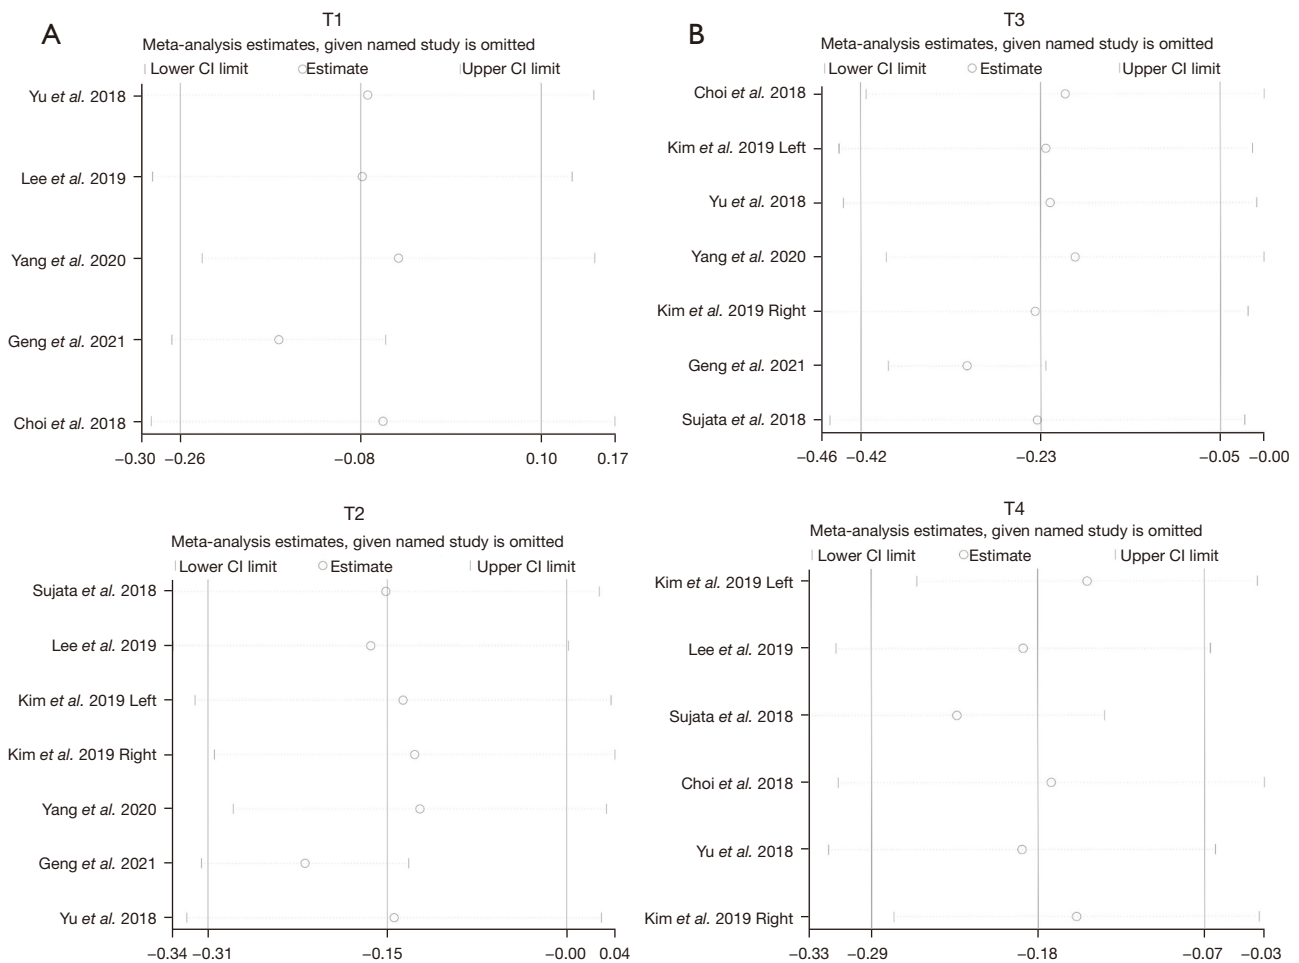 A
T1
Meta-analysis estimates, given named study is omitted
Lower CI limit Estimate Upper CI limit
Yu et al. 2018
Lee et al. 2019
Yang et al. 2020
Geng et al. 2021
Choi et al. 2018
−0.30 −0.26 −0.08 0.10 0.17
B
T3
Meta-analysis estimates, given named study is omitted
Lower CI limit Estimate Upper CI limit
Choi et al. 2018
Kim et al. 2019 Left
Yu et al. 2018
Yang et al. 2020
Kim et al. 2019 Right
Geng et al. 2021
Sujata et al. 2018
−0.46 −0.42 −0.23 −0.05 −0.00
T2
Meta-analysis estimates, given named study is omitted
Lower CI limit Estimate Upper CI limit
Sujata et al. 2018
Lee et al. 2019
Kim et al. 2019 Left
Kim et al. 2019 Right
Yang et al. 2020
Geng et al. 2021
Yu et al. 2018
−0.34 −0.31 −0.15 −0.00 0.04
T4
Meta-analysis estimates, given named study is omitted
Lower CI limit Estimate Upper CI limit
Kim et al. 2019 Left
Lee et al. 2019
Sujata et al. 2018
Choi et al. 2018
Yu et al. 2018
Kim et al. 2019 Right
−0.33 −0.29 −0.18 −0.07 −0.03